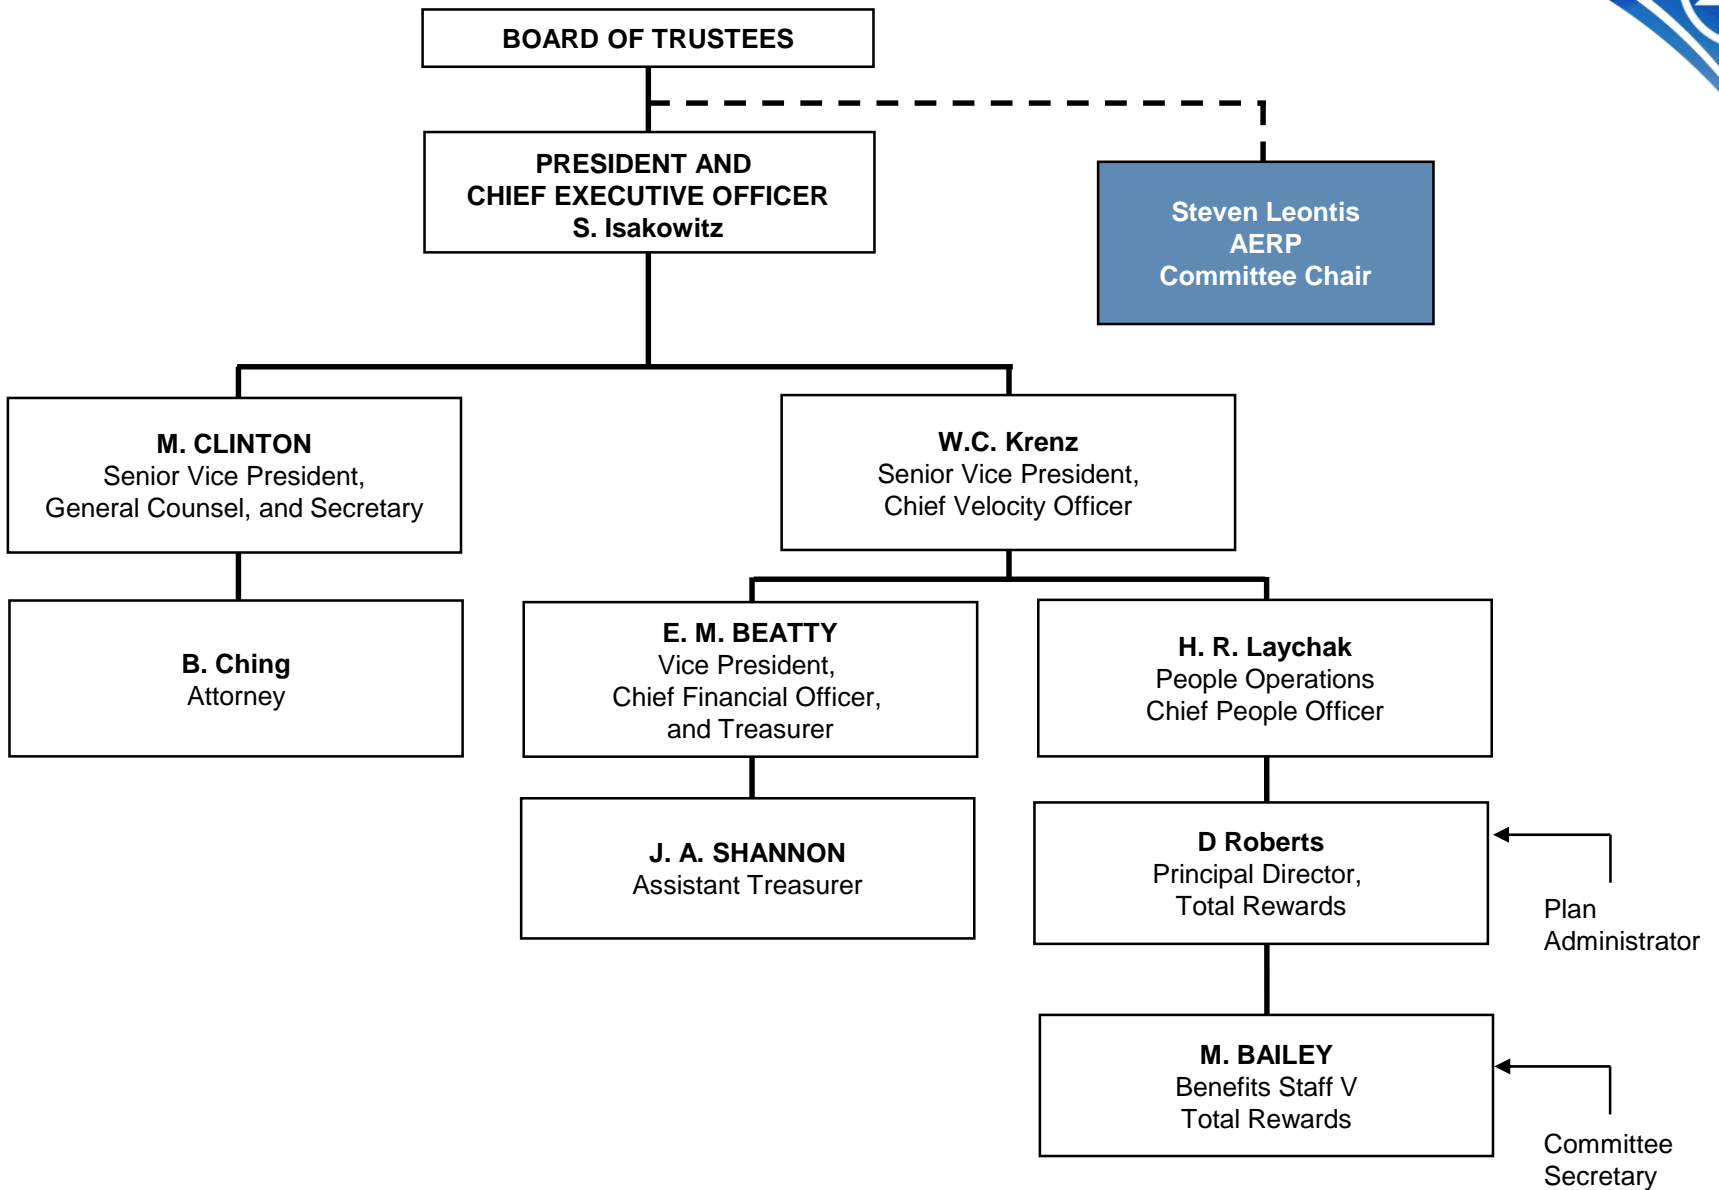 BOARD OF TRUSTEES
PRESIDENT AND
CHIEF EXECUTIVE OFFICER
S. Isakowitz
Steven Leontis
AERP
Committee Chair
M. CLINTON
Senior Vice President,
General Counsel, and Secretary
W.C. Krenz
Senior Vice President,
Chief Velocity Officer
B. Ching
Attorney
E. M. BEATTY
Vice President,
Chief Financial Officer,
and Treasurer
H. R. Laychak
People Operations
Chief People Officer
J. A. SHANNON
Assistant Treasurer
D Roberts
Principal Director,
Total Rewards
Plan
Administrator
M. BAILEY
Benefits Staff V
Total Rewards
Committee
Secretary